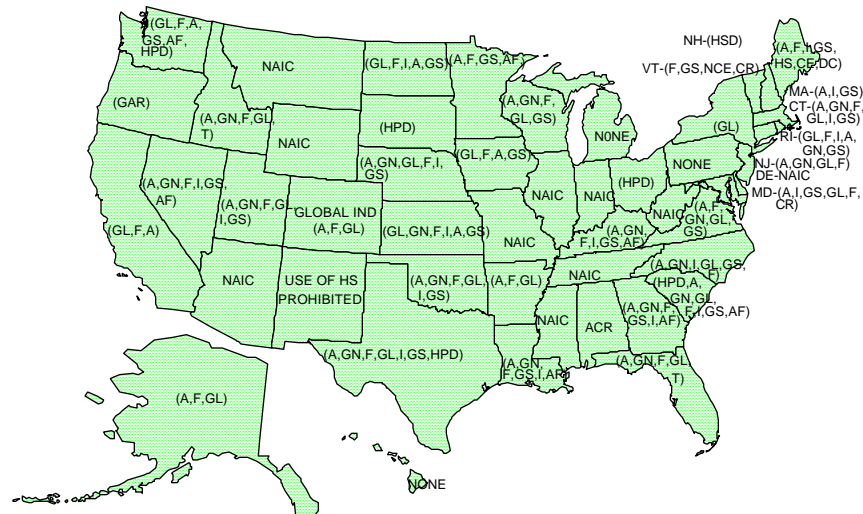 (GL,F,A,
GS,AF,
HPD)
NAIC
(GL,F,I,A,GS)
(A,F,GS,AF)
NH-(HSD)
VT-(F,GS,NCE,CR)
(A,F,I,GS,
HS,CE,DC)
(GAR)
(A,GN,F,GL,
T)
NAIC
(HPD)
(A,GN,F,
GL,GS)
N0NE
(GL)
MA-(A,I,GS)
CT-(A,GN,F,
GL,I,GS)
RI-(GL,F,I,A,
GN,GS)
NJ-(A,GN,GL,F)
DE-NAIC
MD-(A,I,GS,GL,F,
CR)
(GL,F,A)
(A,GN,F,I,GS,
AF)
(A,GN,F,GL,
I,GS)
GLOBAL IND
(A,F,GL)
(A,GN,GL,F,I,
GS)
(GL,GN,F,I,A,GS)
(GL,F,A,GS)
NAIC
NAIC
NAIC
(HPD)
NONE
NAIC
(A,F,
GN,GL,
GS)
(A,GN,
F,I,GS,AF)
NAIC
USE OF HS
PROHIBITED
(A,GN,F,GL,
I,GS)
(A,F,GL)
NAIC
(A,GN,I,GL,GS,
F)
(HPD,A,
GN,GL,
F,I,GS,AF)
(A,GN,F,GL,I,GS,HPD)
(A,GN,
F,GS,I,AF)
NAIC
ACR
(A,GN,F,
GS,I,AF)
(A,GN,F,GL,
T)
(A,F,GL)
NONE